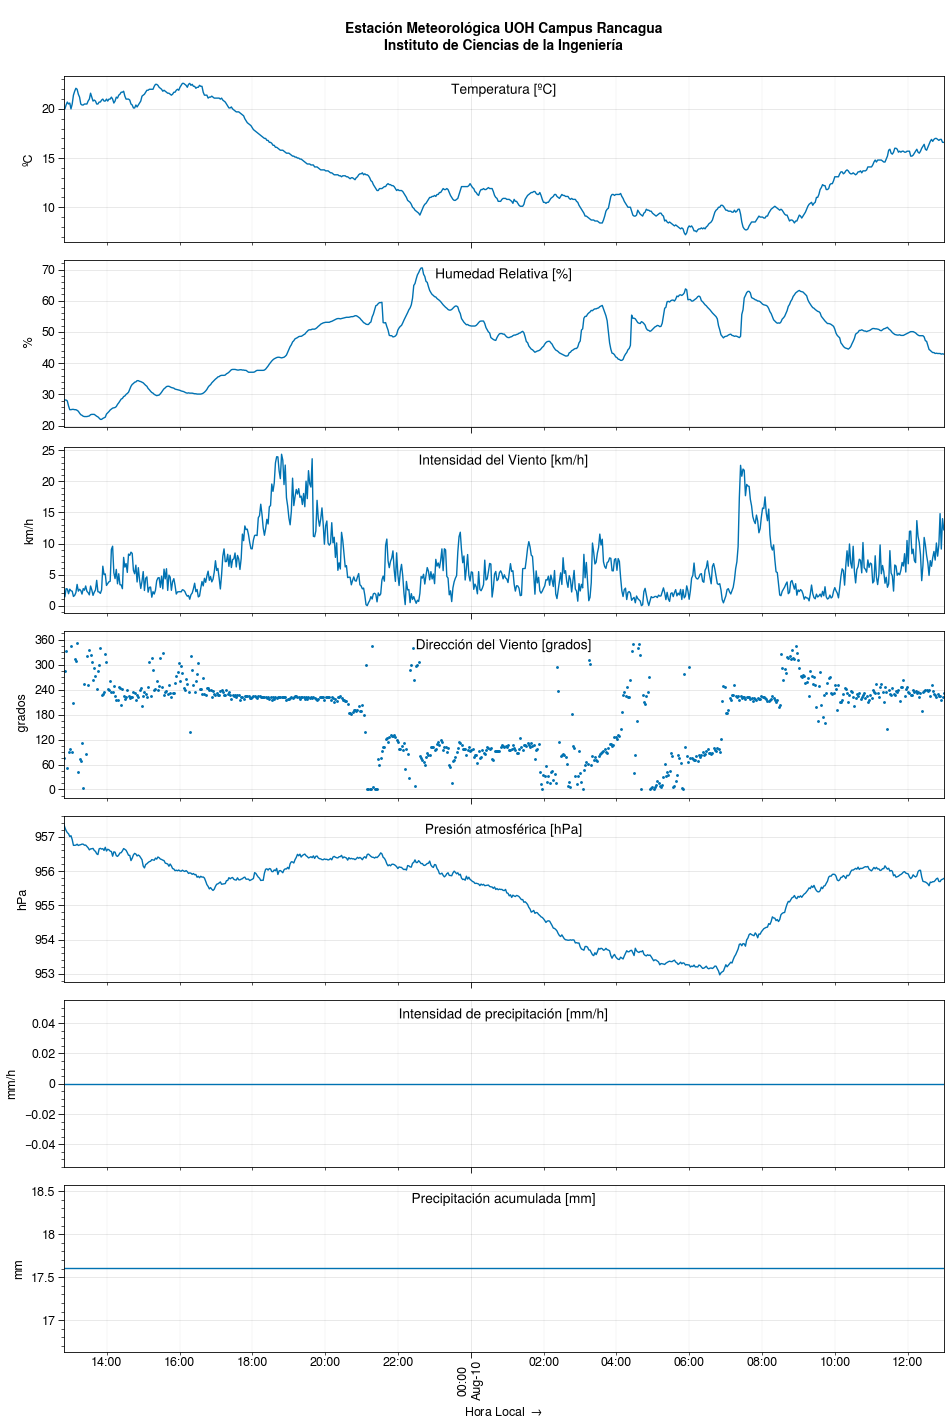 Estación Meteorológica UOH Campus Rancagua
Instituto de Ciencias de la Ingeniería
Temperatura [ºC]
20
15
10
ºC
Humedad Relativa [%]
70
60
50
40
30
20
%
Intensidad del Viento [km/h]
25
20
15
10
5
0
km/h
Dirección del Viento [grados]
360
300
240
180
120
60
0
grados
Presión atmosférica [hPa]
957
956
955
954
953
hPa
Intensidad de precipitación [mm/h]
0.04
0.02
0
−0.02
−0.04
mm/h
Precipitación acumulada [mm]
18.5
18
17.5
17
mm
14:00 16:00 18:00 20:00 22:00 00:00 02:00 04:00 06:00 08:00 10:00 12:00
Aug-10
Hora Local →